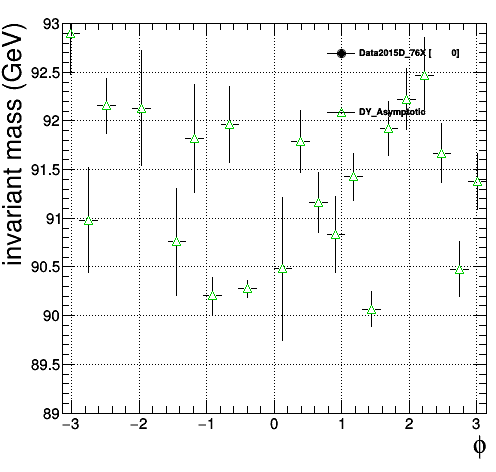 invariant mass (GeV)
93
92.5
92
91.5
91
90.5
90
89.5
89
Data2015D_76X [ 0]
DY_Asymptotic
−3 −2 −1 0 1 2 3
ϕ